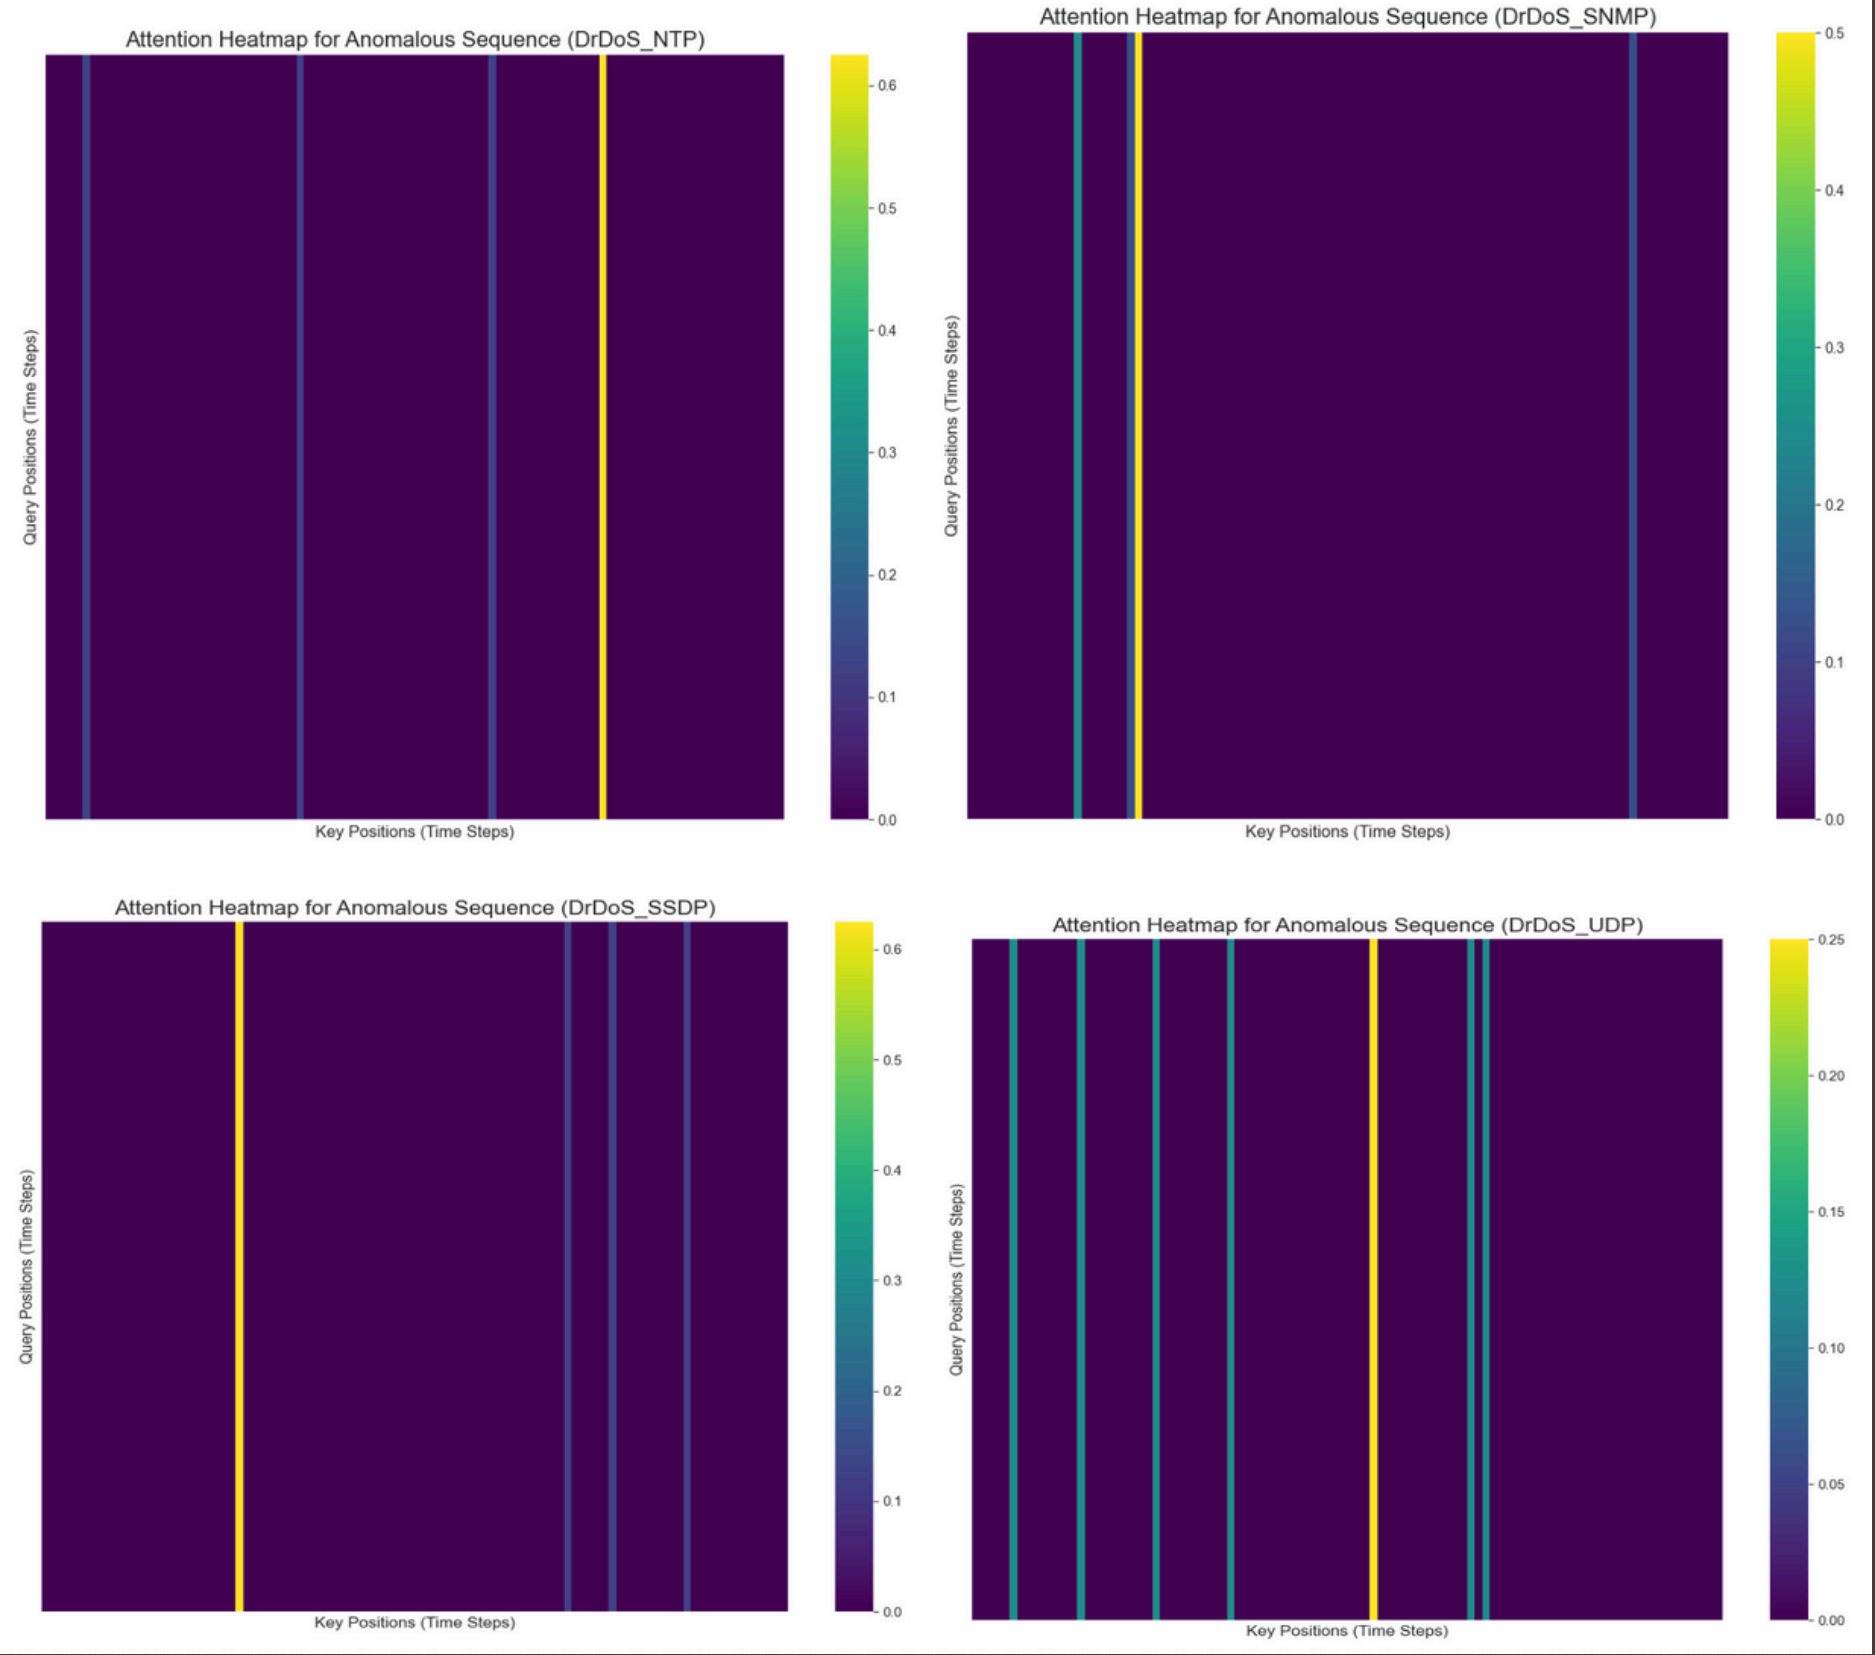 Attention Heatmap for Anomalous Sequence (DrDoS_NTP)
0.6
0.5
0.4
0.3
0.2
0.1
0.0
Query Positions (Time Steps)
Key Positions (Time Steps)
Attention Heatmap for Anomalous Sequence (DrDoS_SNMP)
0.5
0.4
0.3
0.2
0.1
0.0
Query Positions (Time Steps)
Key Positions (Time Steps)
Attention Heatmap for Anomalous Sequence (DrDoS_SSDP)
0.6
0.5
0.4
0.3
0.2
0.1
0.0
Query Positions (Time Steps)
Key Positions (Time Steps)
Attention Heatmap for Anomalous Sequence (DrDoS_UDP)
0.25
0.20
0.15
0.10
0.05
0.00
Query Positions (Time Steps)
Key Positions (Time Steps)